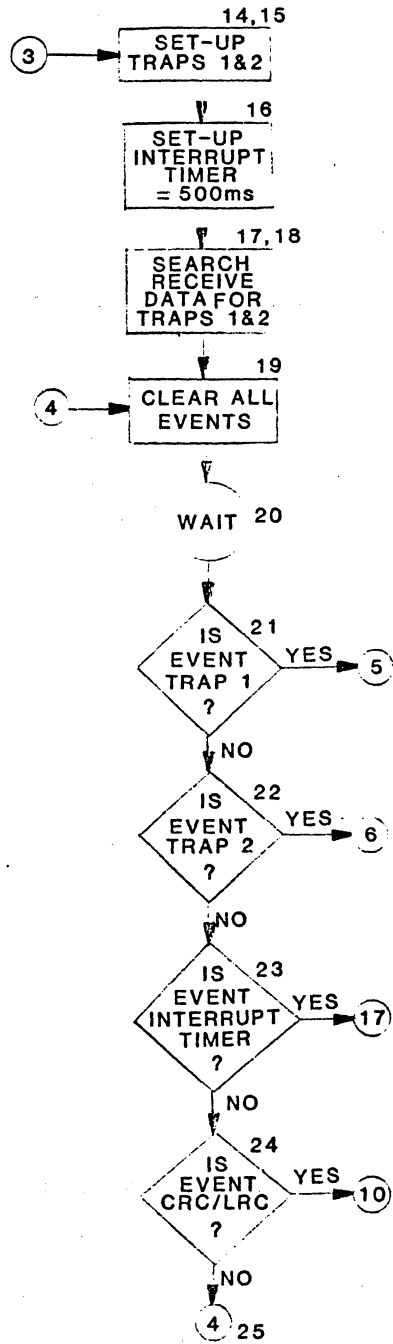 14,15
3
SET-UP
TRAPS 1&2
16
SET-UP
INTERRUPT
TIMER
= 500ms
17,18
SEARCH
RECEIVE
DATA FOR
TRAPS 1&2
19
4
CLEAR ALL
EVENTS
WAIT 20
21
IS
EVENT
TRAP 1
?
YES
5
NO
22
IS
EVENT
TRAP 2
?
YES
6
NO
23
IS
EVENT
INTERRUPT
TIMER
?
YES
17
NO
24
IS
EVENT
CRC/LRC
?
YES
10
NO
4 25